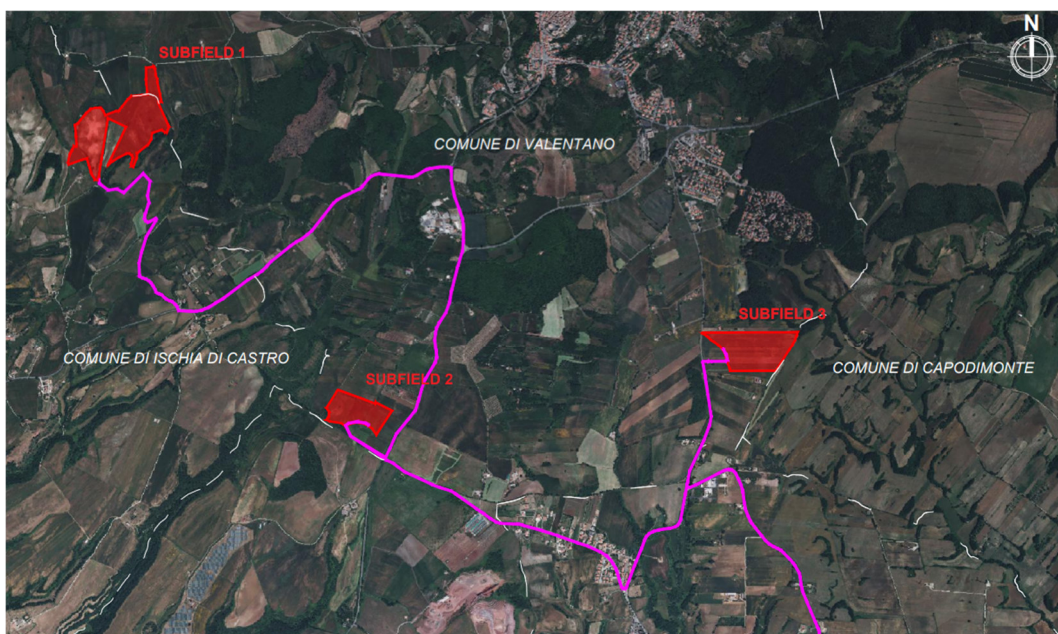 N
SUBFIELD 1
COMUNE DI VALENTANO
SUBFIELD 3
COMUNE DI ISCHIA DI CASTRO
COMUNE DI CAPODIMONTE
SUBFIELD 2